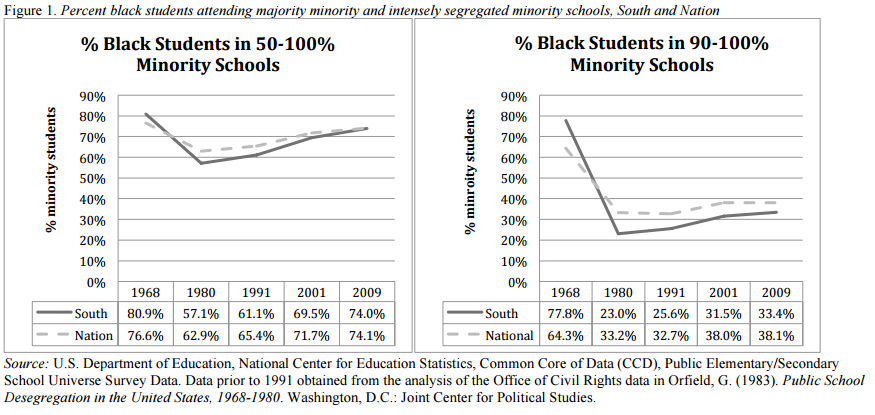 Figure 1. Percent black students attending majority minority and intensely segregated minority schools, South and Nation
% Black Students in 50-100%
Minority Schools
% minority students
90%
80%
70%
60%
50%
40%
30%
20%
10%
0%
1968 1980 1991 2001 2009
South 80.9% 57.1% 61.1% 69.5% 74.0%
Nation 76.6% 62.9% 65.4% 71.7% 74.1%
% Black Students in 90-100%
Minority Schools
% minroity students
90%
80%
70%
60%
50%
40%
30%
20%
10%
0%
1968 1980 1991 2001 2009
South 77.8% 23.0% 25.6% 31.5% 33.4%
National 64.3% 33.2% 32.7% 38.0% 38.1%
Source: U.S. Department of Education, National Center for Education Statistics, Common Core of Data (CCD), Public Elementary/Secondary
School Universe Survey Data. Data prior to 1991 obtained from the analysis of the Office of Civil Rights data in Orfield, G. (1983). Public School
Desegregation in the United States, 1968-1980. Washington, D.C.: Joint Center for Political Studies.